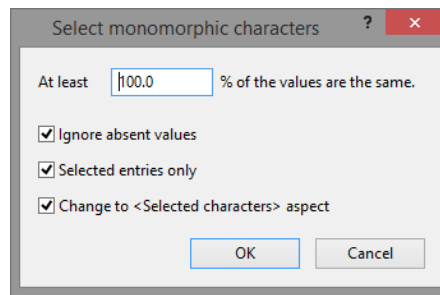 Select monomorphic characters ? ×
At least 100.0 % of the values are the same.
Ignore absent values
Selected entries only
Change to <Selected characters> aspect
OK Cancel